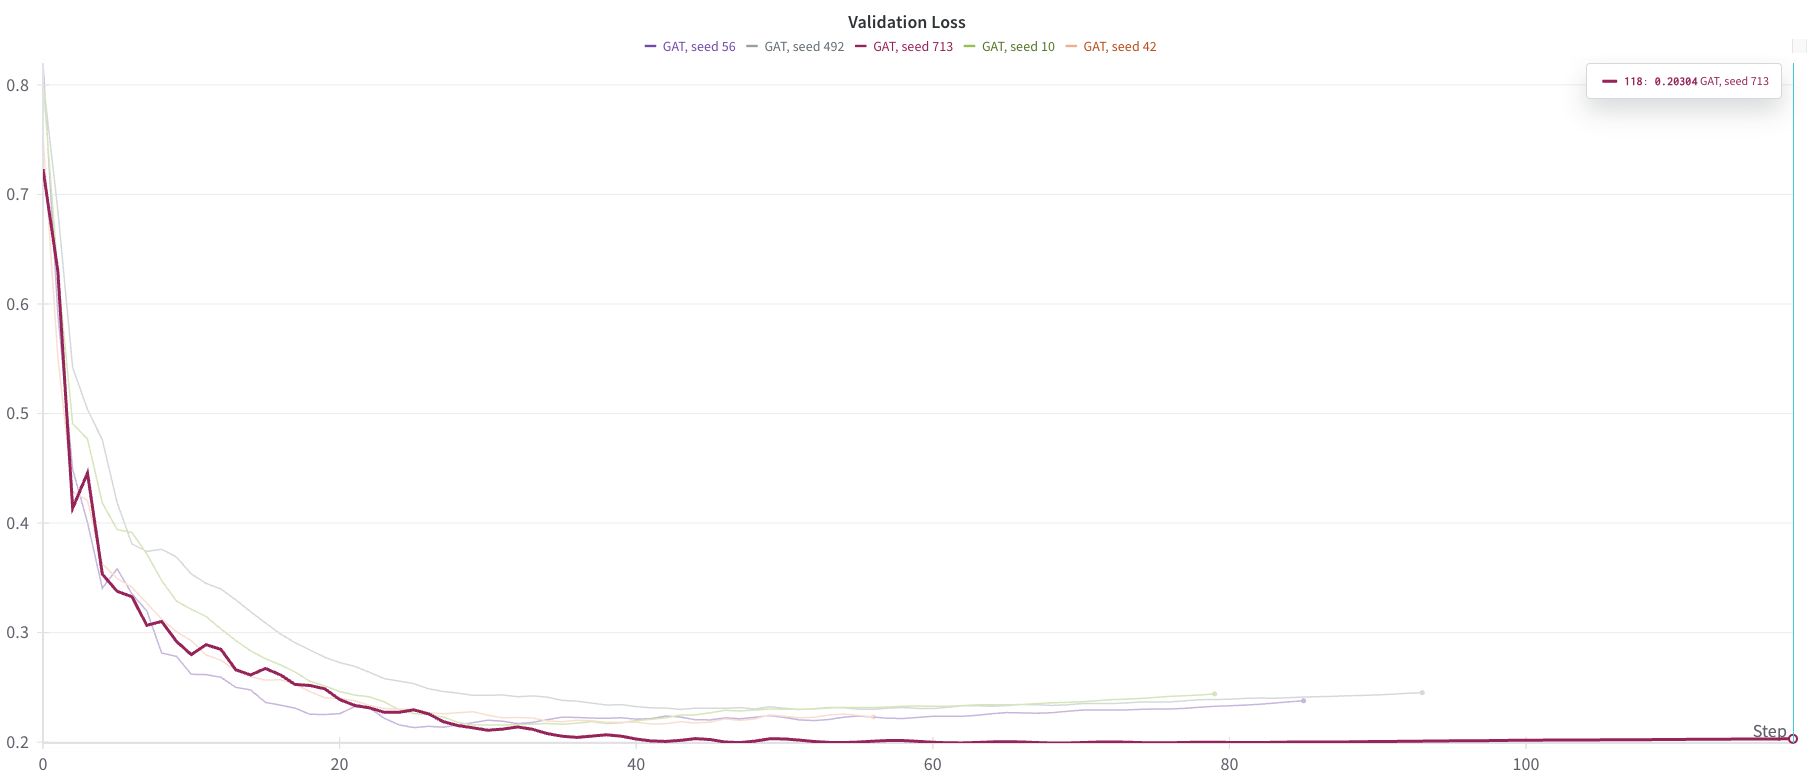 Validation Loss
GAT, seed 56 GAT, seed 492 GAT, seed 713 GAT, seed 10 GAT, seed 42
118: 0.20304 GAT, seed 713
0.8
0.7
0.6
0.5
0.4
0.3
0.2
Step
0 20 40 60 80 100